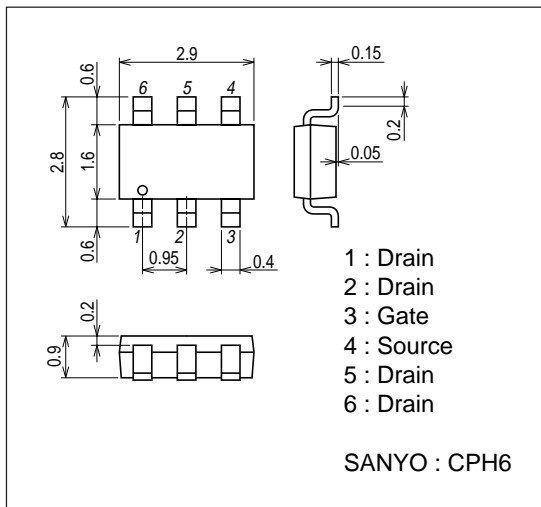 2.9
0.15
0.6
6
5
4
0.2
2.8
1.6
0.05
0.6
1
2
3
0.95
0.4
0.2
0.9
1 : Drain
2 : Drain
3 : Gate
4 : Source
5 : Drain
6 : Drain
SANYO : CPH6